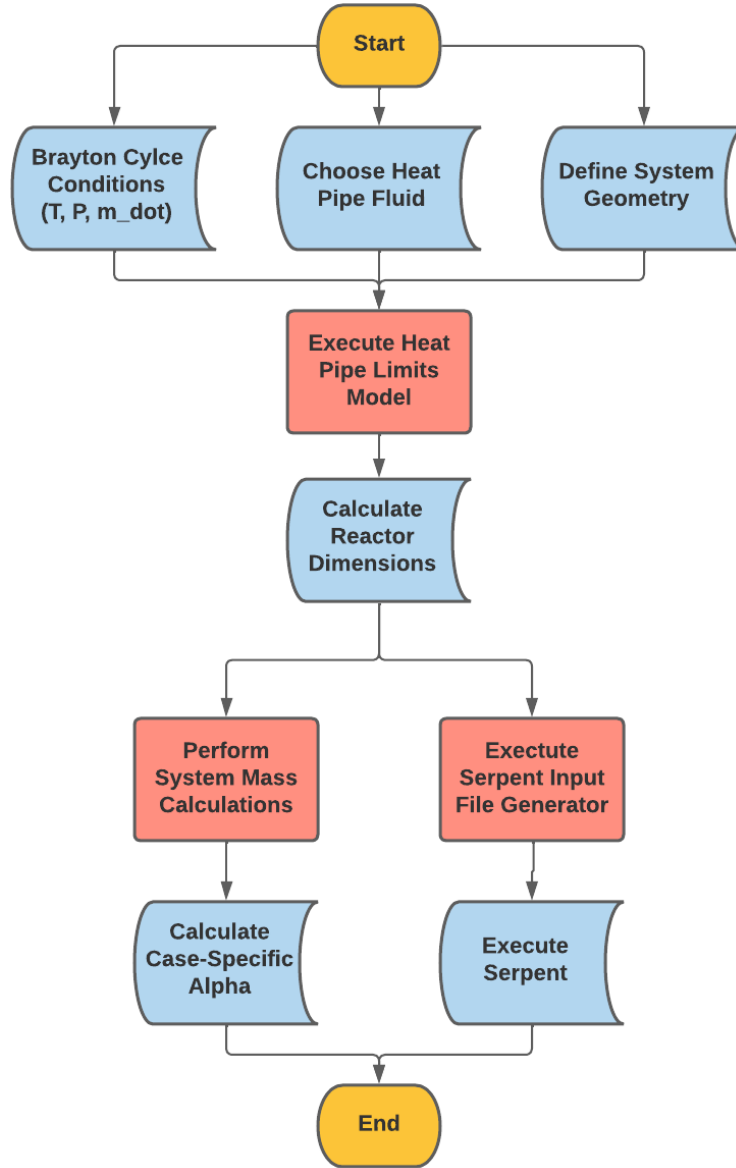 Start
Brayton Cylce
Conditions
(T, P, m_dot)
Choose Heat
Pipe Fluid
Define System
Geometry
Execute Heat
Pipe Limits
Model
Calculate
Reactor
Dimensions
Perform
System Mass
Calculations
Exectute
Serpent Input
File Generator
Calculate
Case-Specific
Alpha
Execute
Serpent
End